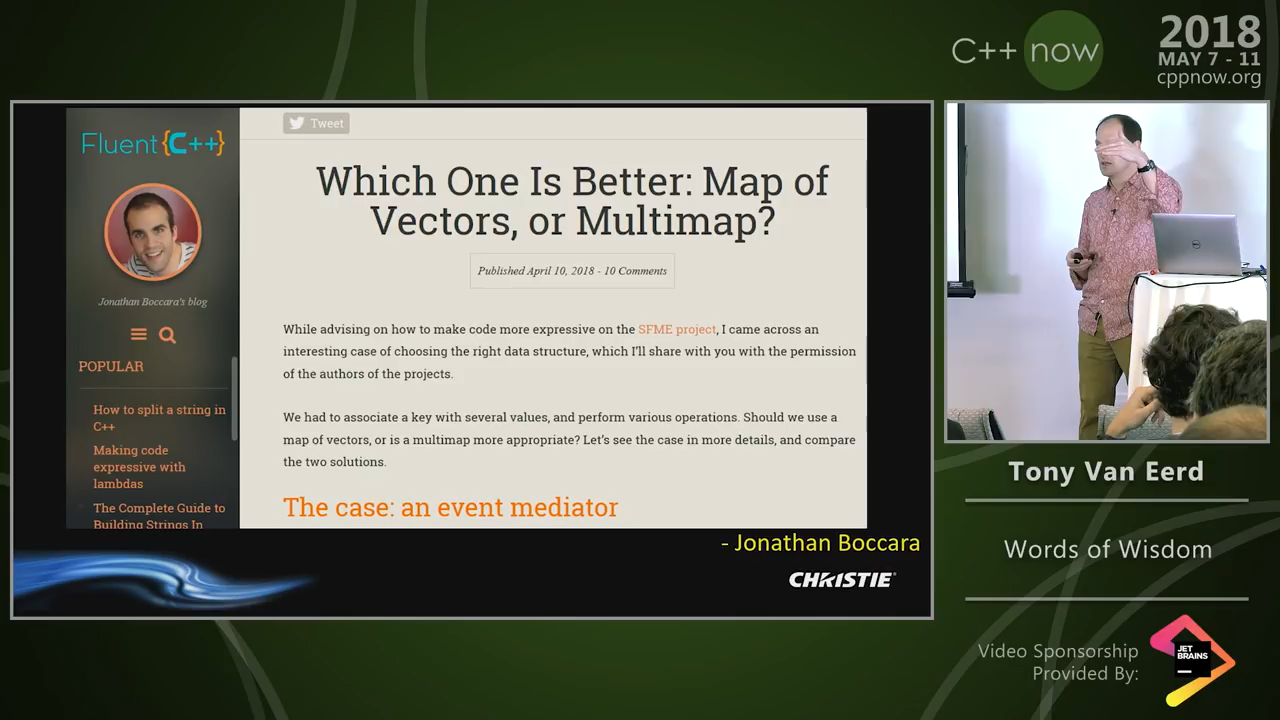 C++ now
2018
MAY 7 - 11
cppnow.org
Fluent {C++}
Jonathan Boccara's blog
POPULAR
How to split a string in
C++
Making code
expressive with
lambdas
The Complete Guide to
Building Strings In
Tweet
Which One Is Better: Map of
Vectors, or Multimap?
Published April 10, 2018 - 10 Comments
While advising on how to make code more expressive on the SFME project, I came across an
interesting case of choosing the right data structure, which I'll share with you with the permission
of the authors of the projects.
We had to associate a key with several values, and perform various operations. Should we use a
map of vectors, or is a multimap more appropriate? Let's see the case in more details, and compare
the two solutions.
The case: an event mediator
- Jonathan Boccara
CHRISTIE
Tony Van Eerd
Words of Wisdom
Video Sponsorship
Provided By:
JET
BRAINS